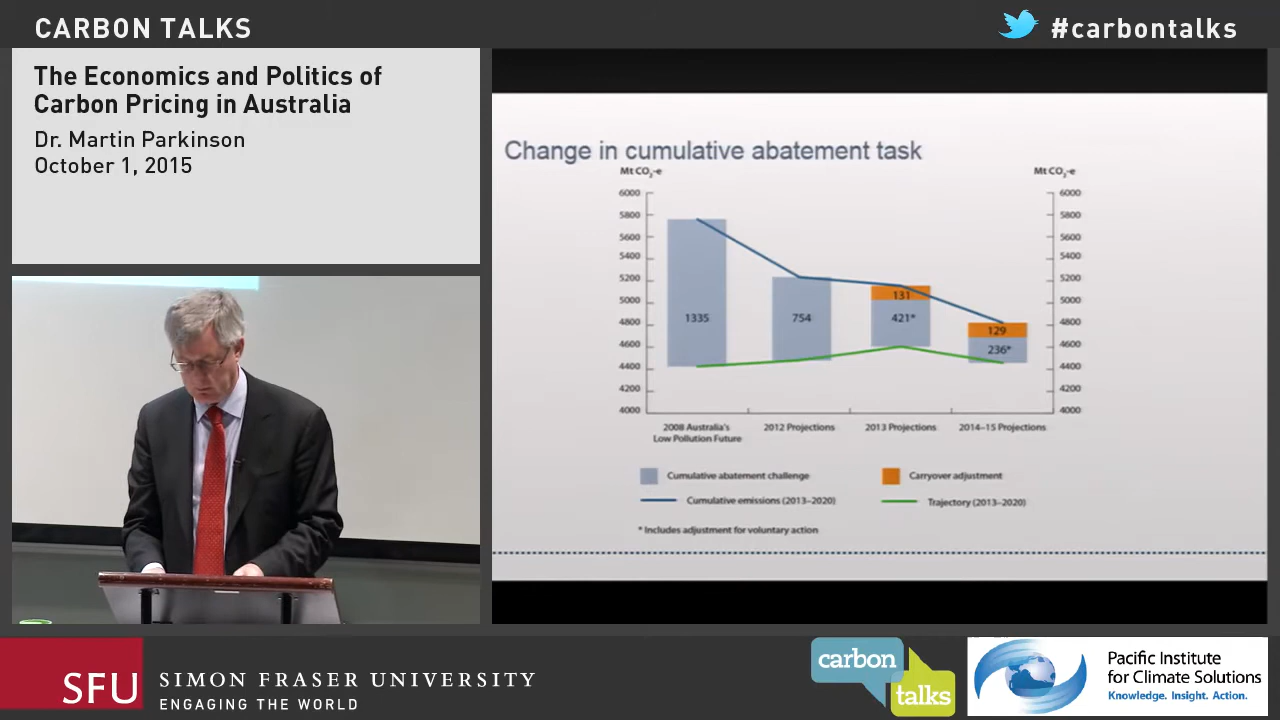 CARBON TALKS
#carbontalks
The Economics and Politics of
Carbon Pricing in Australia
Dr. Martin Parkinson
October 1, 2015
Change in cumulative abatement task
Mt CO2-e
Mt CO2-e
6000
5800
5600
5400
5200
5000
4800
4600
4400
4200
4000
6000
5800
5600
5400
5200
5000
4800
4600
4400
4200
4000
1335
754
131
421*
129
236*
2008 Australia's
Low Pollution Future
2012 Projections
2013 Projections
2014–15 Projections
Cumulative abatement challenge
Carryover adjustment
Cumulative emissions (2013–2020)
Trajectory (2013–2020)
* Includes adjustment for voluntary action
SFU
SIMON FRASER UNIVERSITY
ENGAGING THE WORLD
carbon
talks
Pacific Institute
for Climate Solutions
Knowledge. Insight. Action.